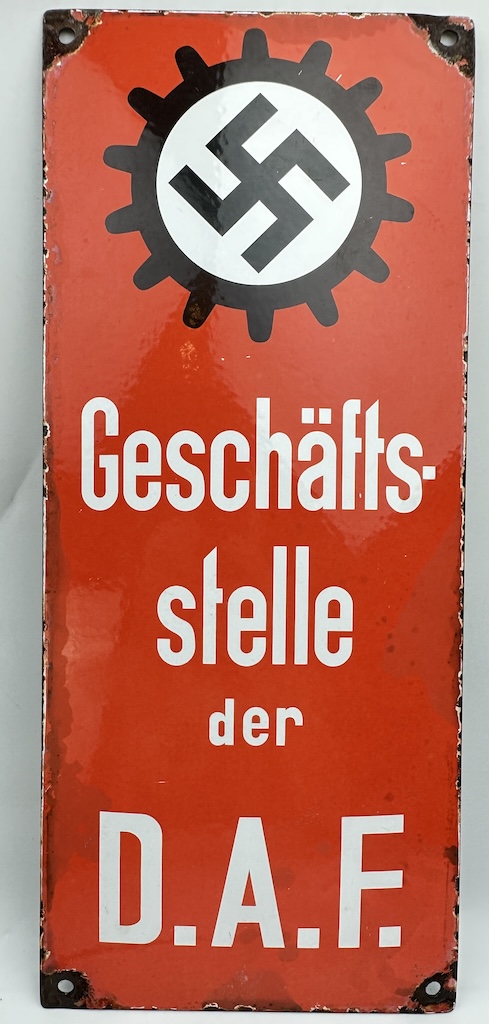 Geschäfts-
stelle
der
D.A.F.